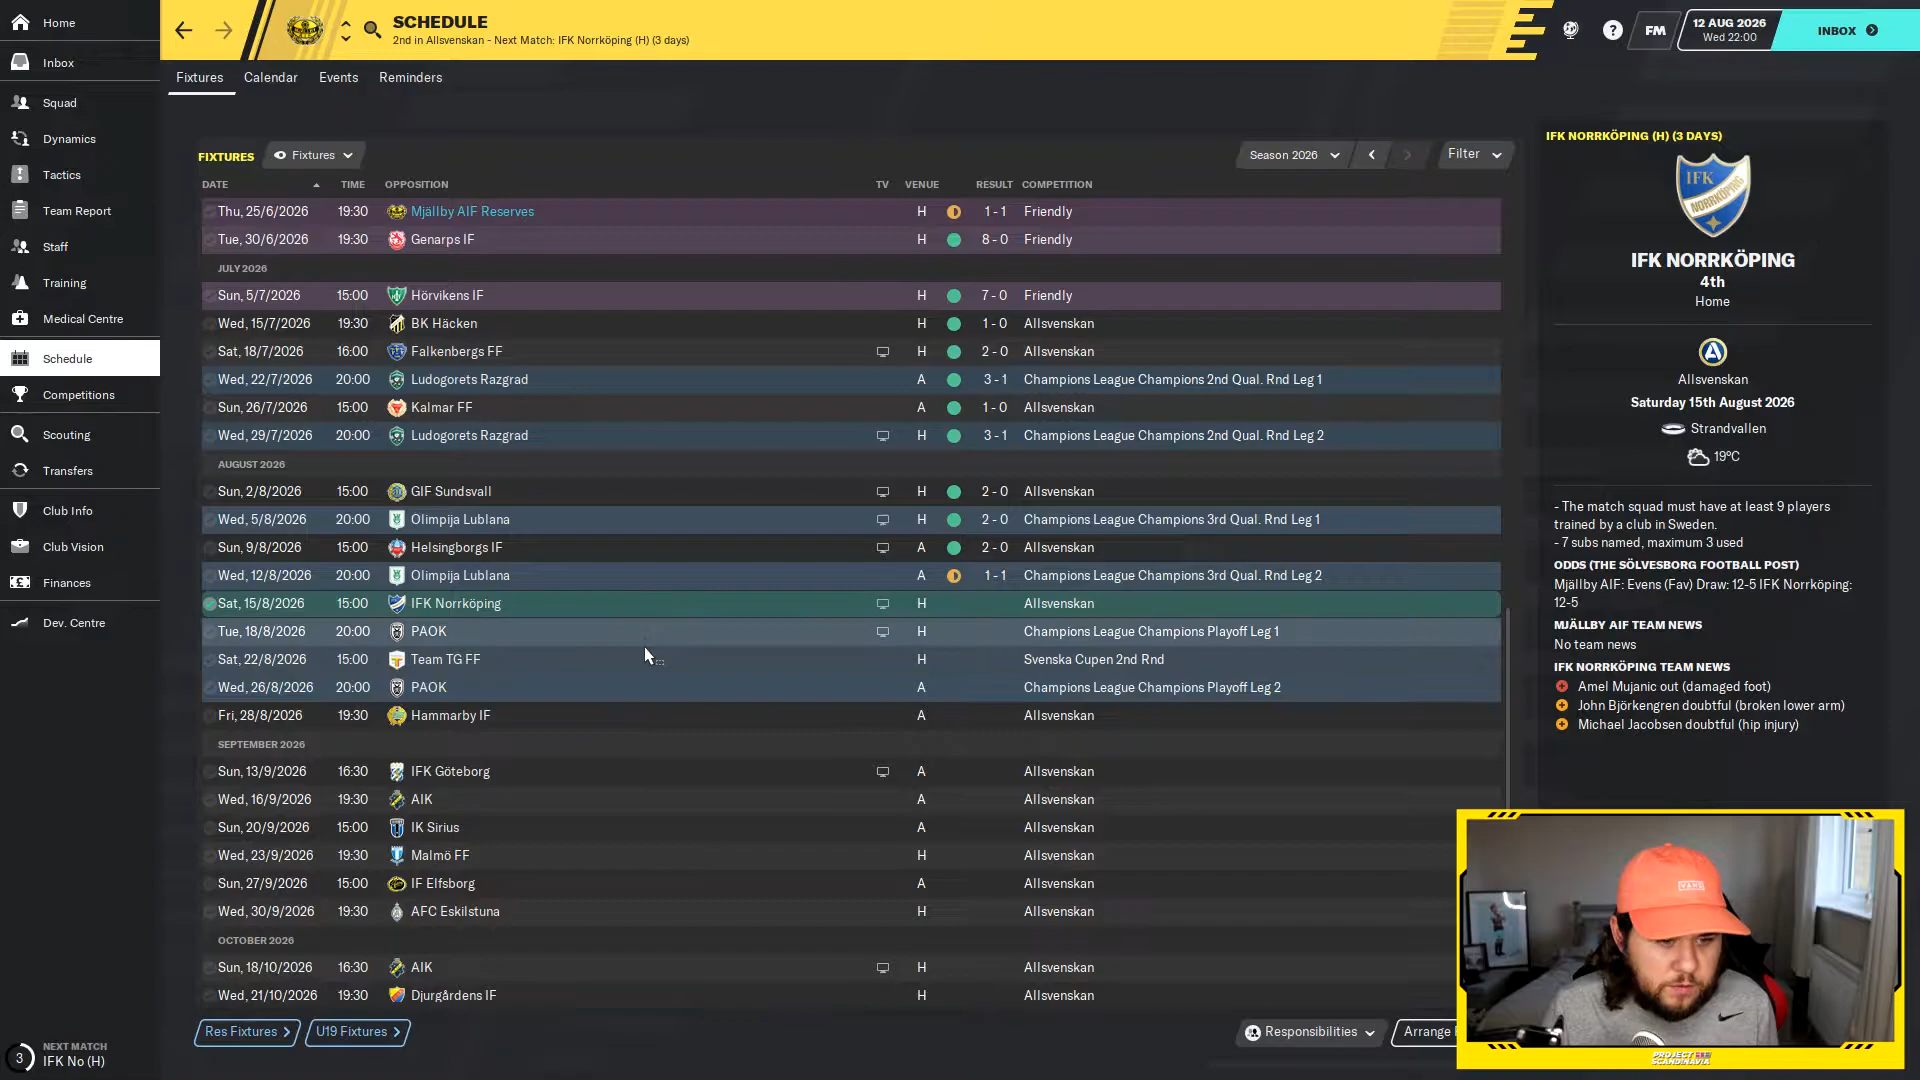 Home
Inbox
Squad
Dynamics
Tactics
Team Report
Staff
Training
Medical Centre
Schedule
Competitions
Scouting
Transfers
Club Info
Club Vision
Finances
Dev. Centre
3
NEXT MATCH
IFK No (H)
SCHEDULE
2nd in Allsvenskan - Next Match: IFK Norrköping (H) (3 days)
FM
12 AUG 2026
Wed 22:00
INBOX
Fixtures Calendar Events Reminders
FIXTURES Fixtures Season 2026 Filter
DATE TIME OPPOSITION TV VENUE RESULT COMPETITION
Thu, 25/6/2026 19:30 Mjällby AIF Reserves H 1 - 1 Friendly
Tue, 30/6/2026 19:30 Genarps IF H 8 - 0 Friendly
JULY 2026
Sun, 5/7/2026 15:00 Hörvikens IF H 7 - 0 Friendly
Wed, 15/7/2026 19:30 BK Häcken H 1 - 0 Allsvenskan
Sat, 18/7/2026 16:00 Falkenbergs FF H 2 - 0 Allsvenskan
Wed, 22/7/2026 20:00 Ludogorets Razgrad A 3 - 1 Champions League Champions 2nd Qual. Rnd Leg 1
Sun, 26/7/2026 15:00 Kalmar FF A 1 - 0 Allsvenskan
Wed, 29/7/2026 20:00 Ludogorets Razgrad H 3 - 1 Champions League Champions 2nd Qual. Rnd Leg 2
AUGUST 2026
Sun, 2/8/2026 15:00 GIF Sundsvall H 2 - 0 Allsvenskan
Wed, 5/8/2026 20:00 Olimpija Lublana H 2 - 0 Champions League Champions 3rd Qual. Rnd Leg 1
Sun, 9/8/2026 15:00 Helsingborgs IF A 2 - 0 Allsvenskan
Wed, 12/8/2026 20:00 Olimpija Lublana A 1 - 1 Champions League Champions 3rd Qual. Rnd Leg 2
Sat, 15/8/2026 15:00 IFK Norrköping H Allsvenskan
Tue, 18/8/2026 20:00 PAOK H Champions League Champions Playoff Leg 1
Sat, 22/8/2026 15:00 Team TG FF H Svenska Cupen 2nd Rnd
Wed, 26/8/2026 20:00 PAOK A Champions League Champions Playoff Leg 2
Fri, 28/8/2026 19:30 Hammarby IF A Allsvenskan
SEPTEMBER 2026
Sun, 13/9/2026 16:30 IFK Göteborg A Allsvenskan
Wed, 16/9/2026 19:30 AIK A Allsvenskan
Sun, 20/9/2026 15:00 IK Sirius A Allsvenskan
Wed, 23/9/2026 19:30 Malmö FF H Allsvenskan
Sun, 27/9/2026 15:00 IF Elfsborg A Allsvenskan
Wed, 30/9/2026 19:30 AFC Eskilstuna H Allsvenskan
OCTOBER 2026
Sun, 18/10/2026 16:30 AIK H Allsvenskan
Wed, 21/10/2026 19:30 Djurgårdens IF H Allsvenskan
Res Fixtures U19 Fixtures Responsibilities Arrange
IFK NORRKÖPING (H) (3 DAYS)
IFK
NORRKÖPING
IFK NORRKÖPING
4th
Home
Allsvenskan
Saturday 15th August 2026
Strandvallen
19°C
- The match squad must have at least 9 players
trained by a club in Sweden.
- 7 subs named, maximum 3 used
ODDS (THE SÖLVESBORG FOOTBALL POST)
Mjällby AIF: Evens (Fav) Draw: 12-5 IFK Norrköping:
12-5
MJÄLLBY AIF TEAM NEWS
No team news
IFK NORRKÖPING TEAM NEWS
Amel Mujanic out (damaged foot)
John Björkengren doubtful (broken lower arm)
Michael Jacobsen doubtful (hip injury)
VANS
PROJECT
SCANDINAVIA